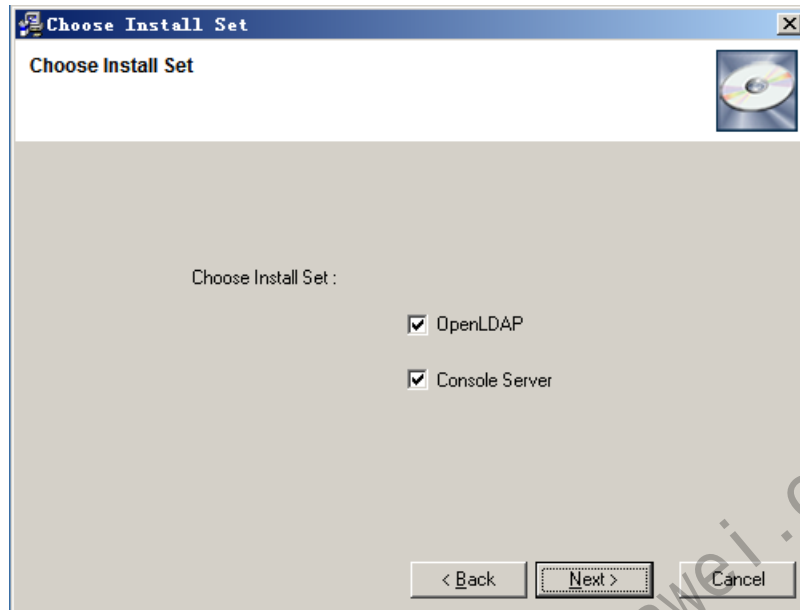 Choose Install Set
Choose Install Set
Choose Install Set :
OpenLDAP
Console Server
< Back
Next >
Cancel